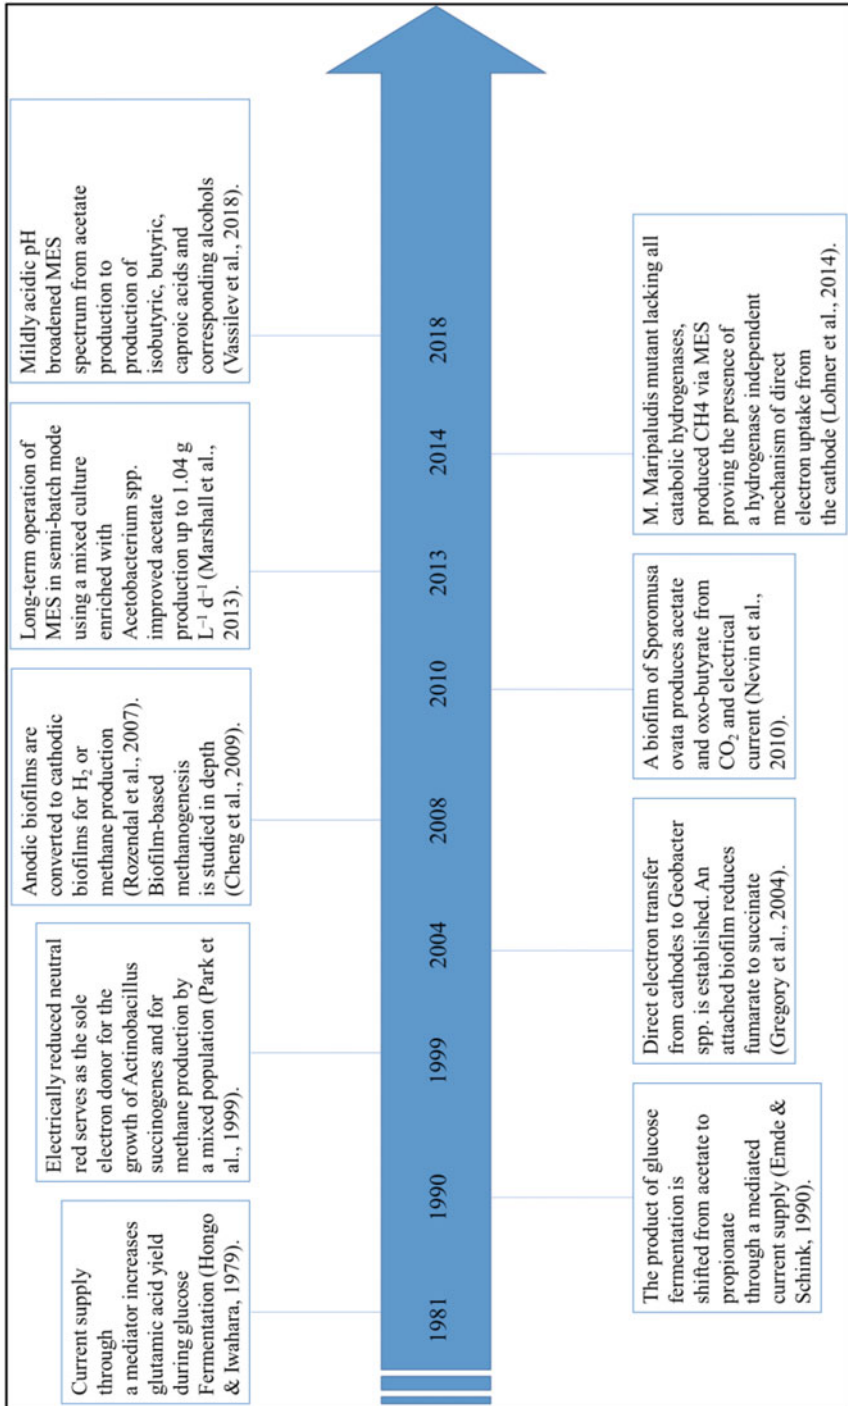 Current supply
through
a mediator increases
glutamic acid yield
during glucose
Fermentation (Hongo
& Iwahara, 1979).
Electrically reduced neutral
red serves as the sole
electron donor for the
growth of Actinobacillus
succinogenes and for
methane production by
a mixed population (Park et
al., 1999).
Anodic biofilms are
converted to cathodic
biofilms for H₂ or
methane production
(Rozendal et al., 2007).
Biofilm-based
methanogenesis
is studied in depth
(Cheng et al., 2009).
Long-term operation of
MES in semi-batch mode
using a mixed culture
enriched with
Acetobacterium spp.
improved acetate
production up to 1.04 g
L⁻¹ d⁻¹ (Marshall et al.,
2013).
Mildly acidic pH
broadened MES
spectrum from acetate
production to
production of
isobutyric, butyric,
caproic acids and
corresponding alcohols
(Vassilev et al., 2018).
1981
1990
1999
2004
2008
2010
2013
2014
2018
The product of glucose
fermentation is
shifted from acetate to
propionate
through a mediated
current supply (Emde &
Schink, 1990).
Direct electron transfer
from cathodes to Geobacter
spp. is established. An
attached biofilm reduces
fumarate to succinate
(Gregory et al., 2004).
A biofilm of Sporomusa
ovata produces acetate
and oxo-butyrate from
CO₂ and electrical
current (Nevin et al.,
2010).
M. Maripaludis mutant lacking all
catabolic hydrogenases,
produced CH4 via MES
proving the presence of
a hydrogenase independent
mechanism of direct
electron uptake from
the cathode (Lohner et al., 2014).